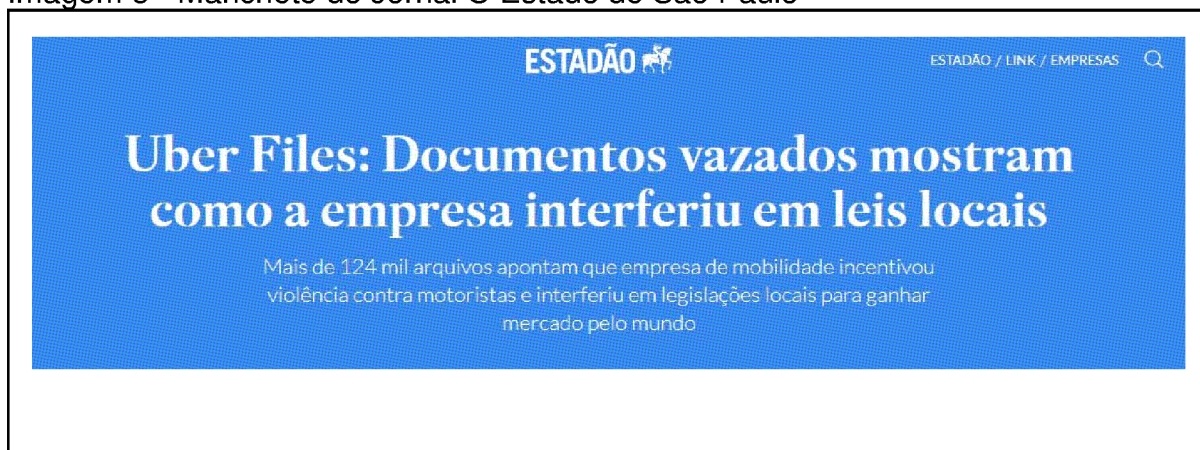 Manchete do Jornal O Estado de São Paulo
ESTADÃO
ESTADÃO / LINK / EMPRESAS
Uber Files: Documentos vazados mostram
como a empresa interferiu em leis locais
Mais de 124 mil arquivos apontam que empresa de mobilidade incentivou
violência contra motoristas e interferiu em legislações locais para ganhar
mercado pelo mundo